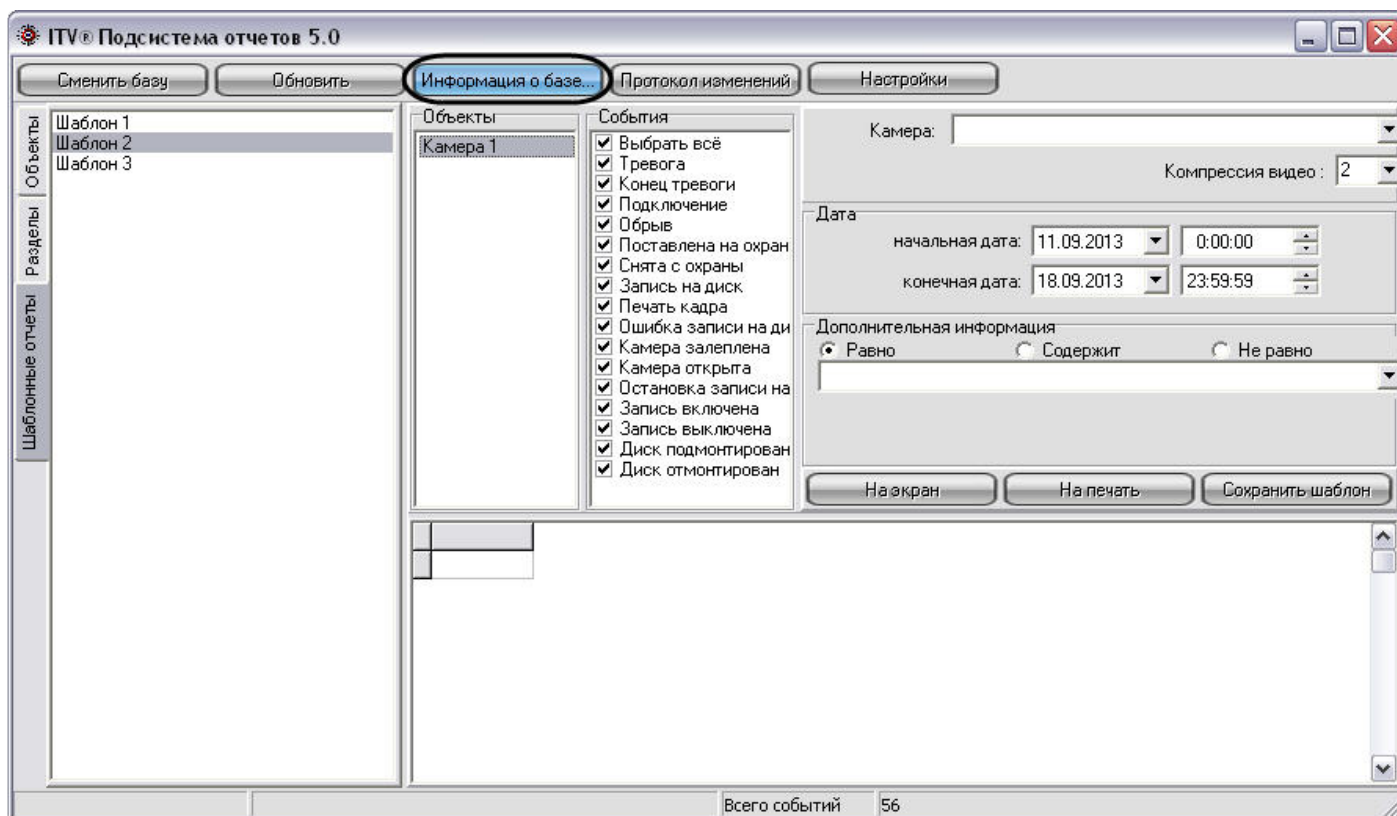 ITV® Подсистема отчетов 5.0
Сменить базу
Обновить
Информация о базе...
Протокол изменений
Настройки
Объекты
Разделы
Шаблонные отчеты
Шаблон 1
Шаблон 2
Шаблон 3
Объекты
Камера 1
События
Выбрать всё
Тревога
Конец тревоги
Подключение
Обрыв
Поставлена на охран
Снята с охраны
Запись на диск
Печать кадра
Ошибка записи на ди
Камера залеплена
Камера открыта
Остановка записи на
Запись включена
Запись выключена
Диск подмонтирован
Диск отмонтирован
Камера:
Компрессия видео : 2
Дата
начальная дата: 11.09.2013 0:00:00
конечная дата: 18.09.2013 23:59:59
Дополнительная информация
Равно Содержит Не равно
На экран
На печать
Сохранить шаблон
Всего событий 56